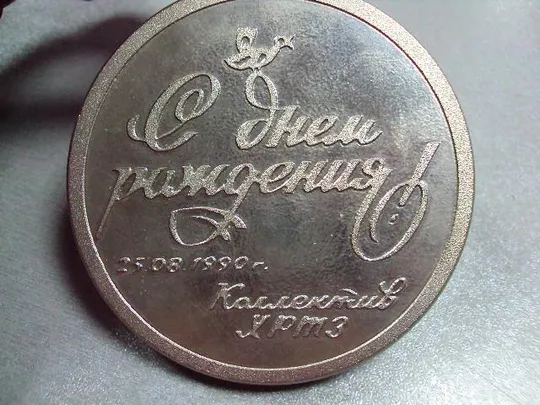 С днем
рождения!
25.08.1990 г.
Коллектив
ХРТЗ